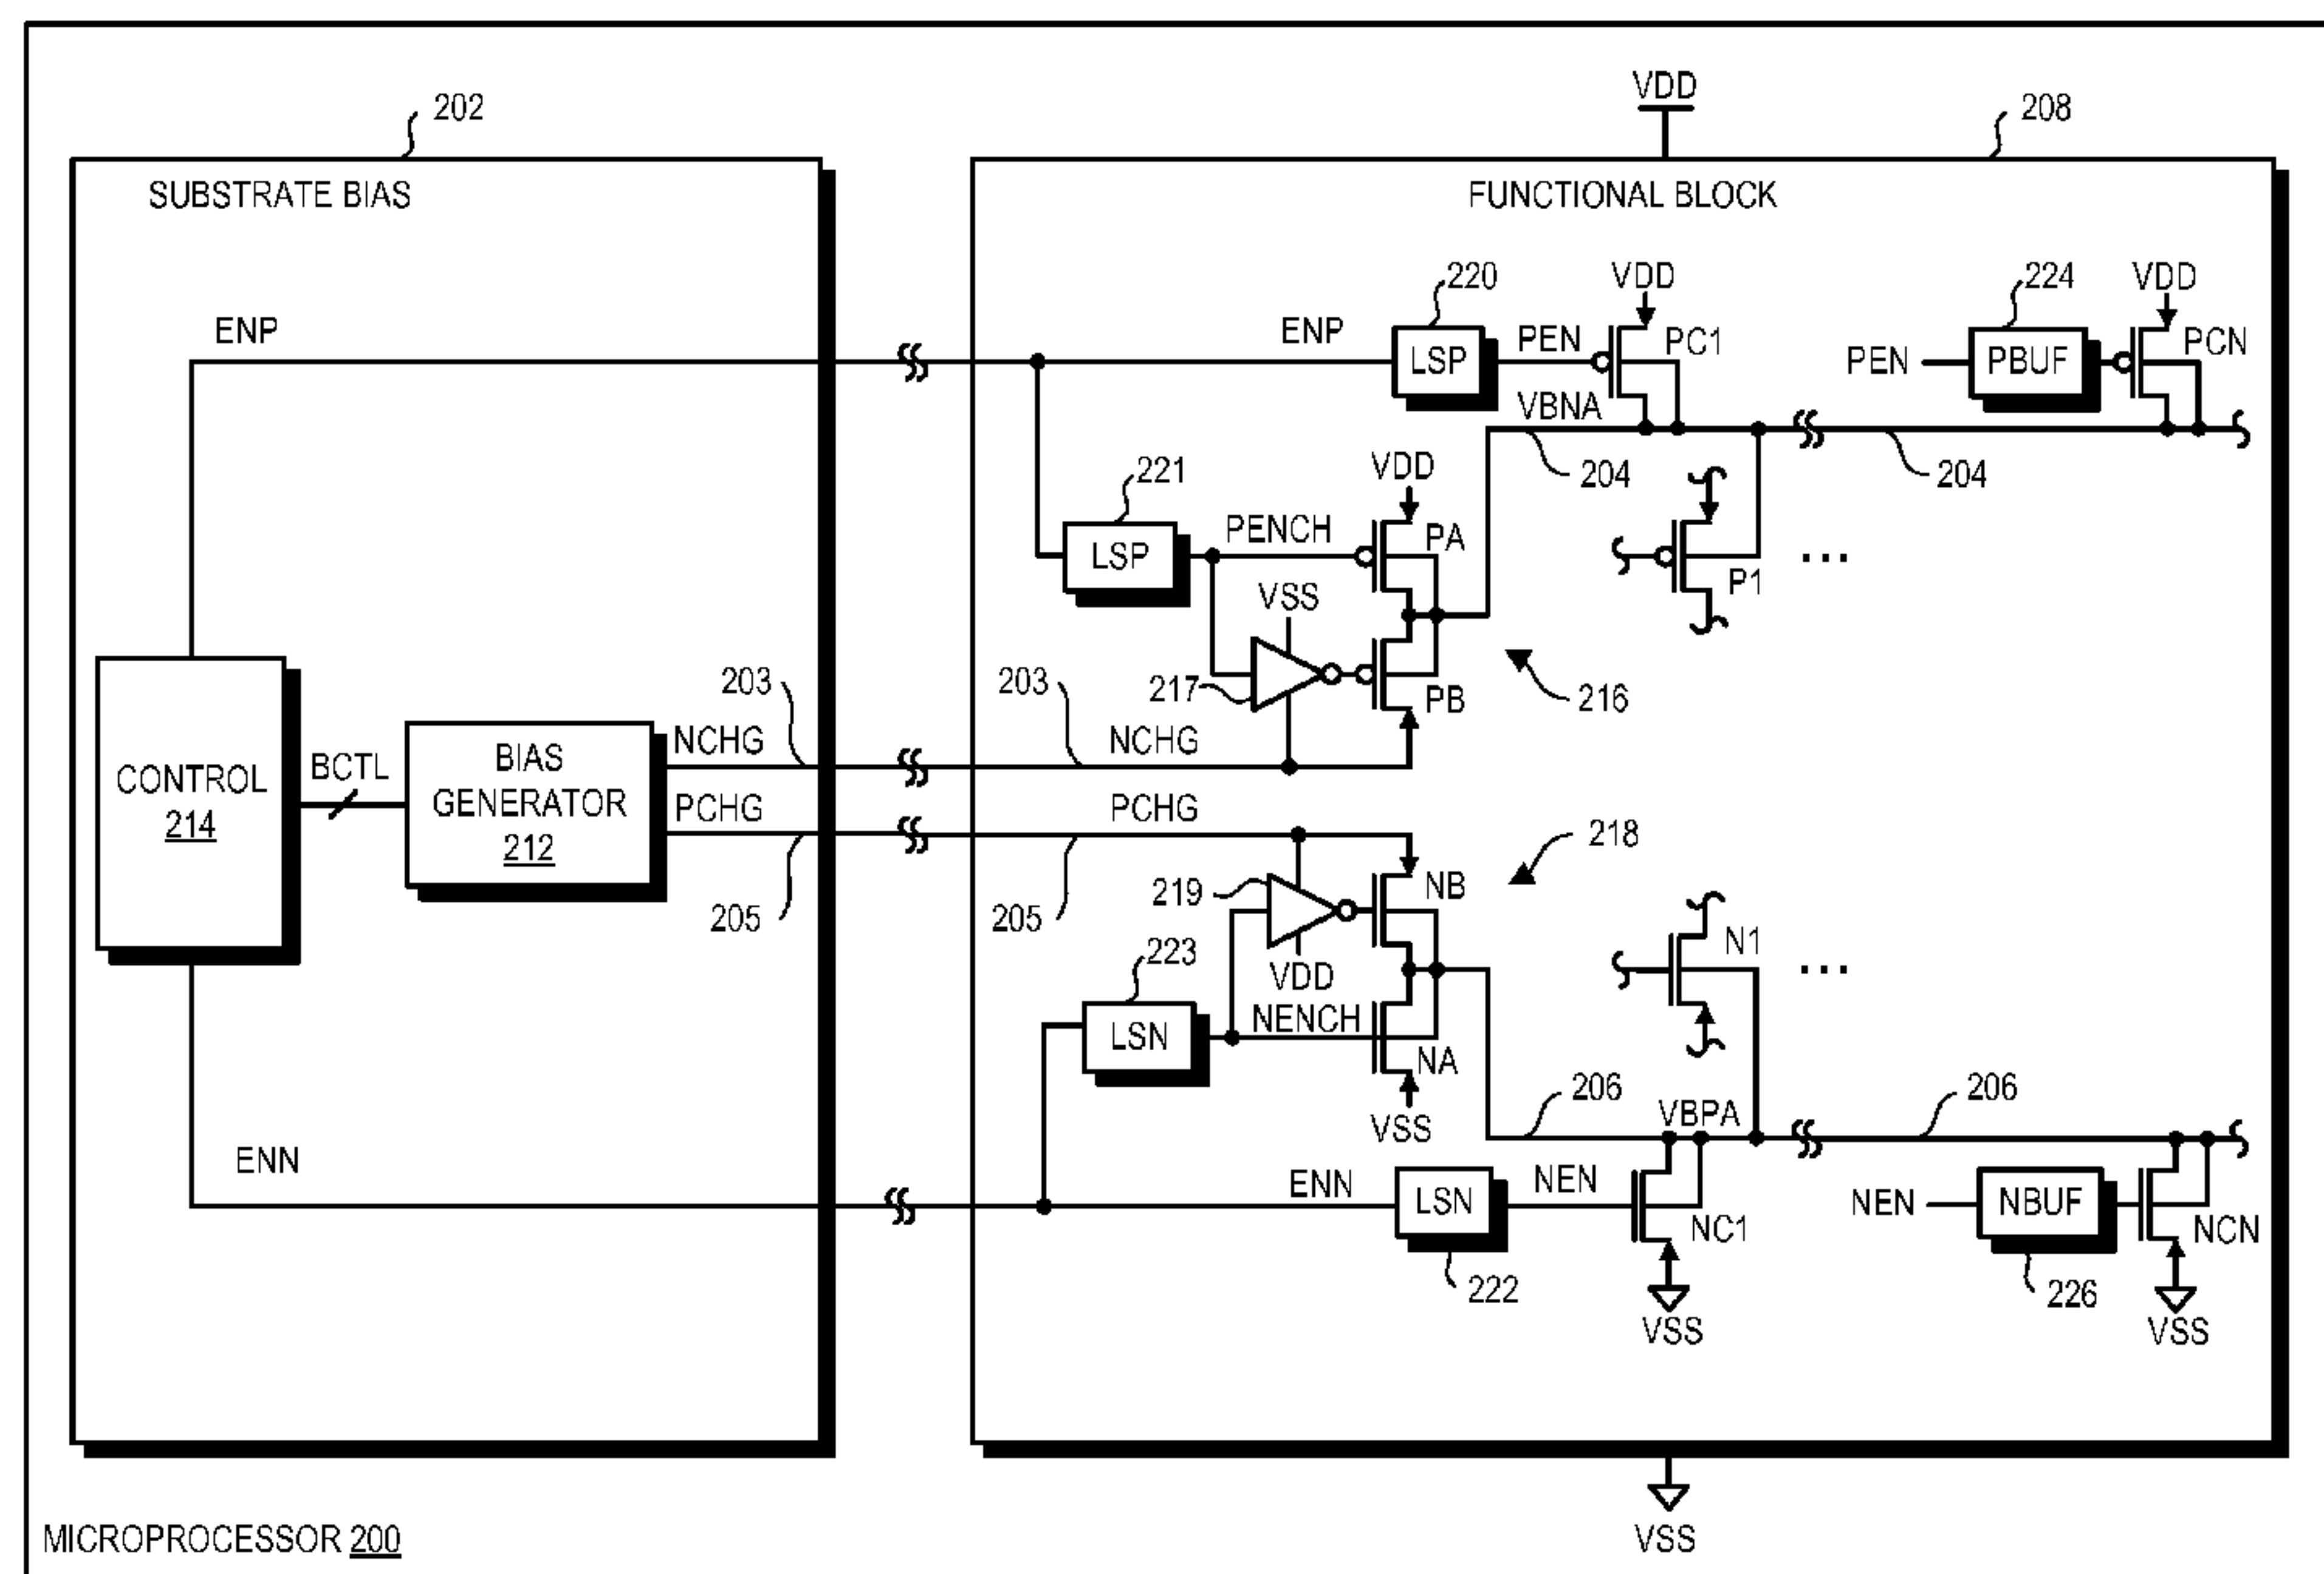 VDD
202
208
SUBSTRATE BIAS
FUNCTIONAL BLOCK
220
VDD
224
VDD
ENP
ENP
LSP
PEN
PC1
PEN
PBUF
PCN
VBNA
204
204
VDD
221
PENCH
PA
LSP
P1
...
VSS
217
PB
216
203
203
NCHG
NCHG
CONTROL
214
BCTL
BIAS
GENERATOR
212
PCHG
PCHG
205
205
218
219
NB
N1
...
223
VDD
LSN
NENCH
NA
VSS
206
VBPA
206
ENN
ENN
LSN
NEN
NC1
NEN
NBUF
NCN
222
226
VSS
VSS
MICROPROCESSOR 200
VSS